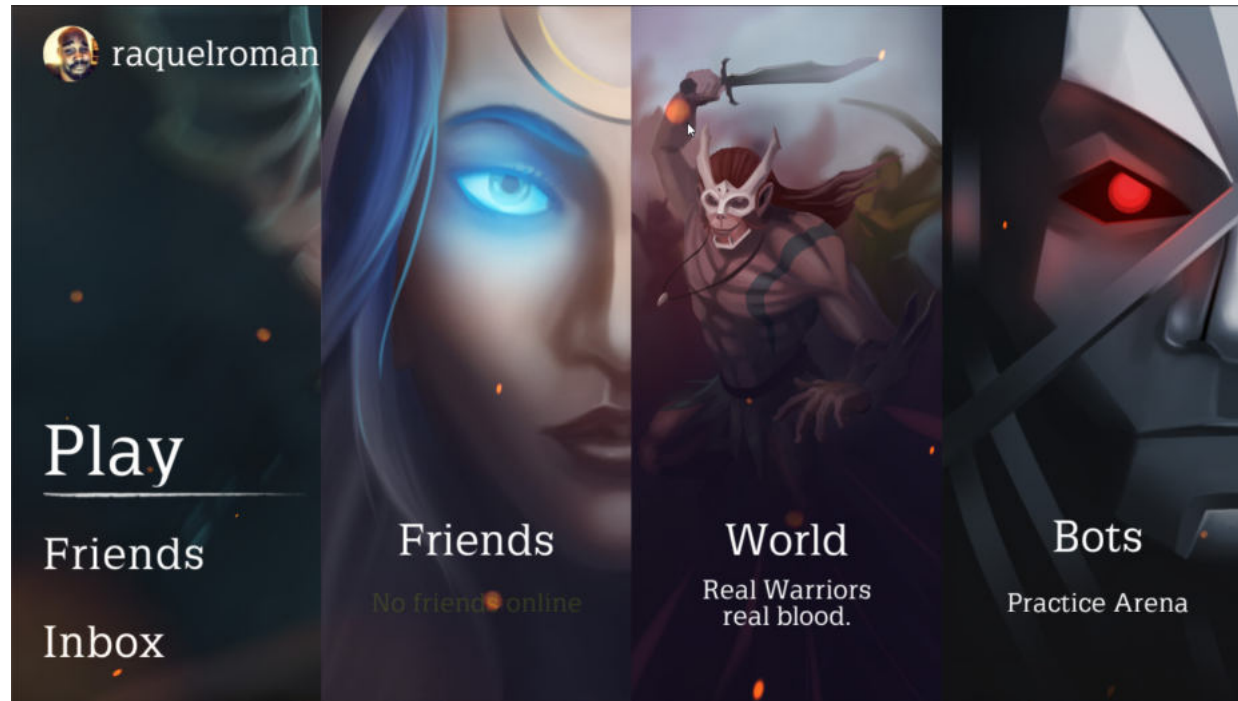 raquelroman
Play
Friends
Inbox
Friends
No friends online
World
Real Warriors
real blood.
Bots
Practice Arena